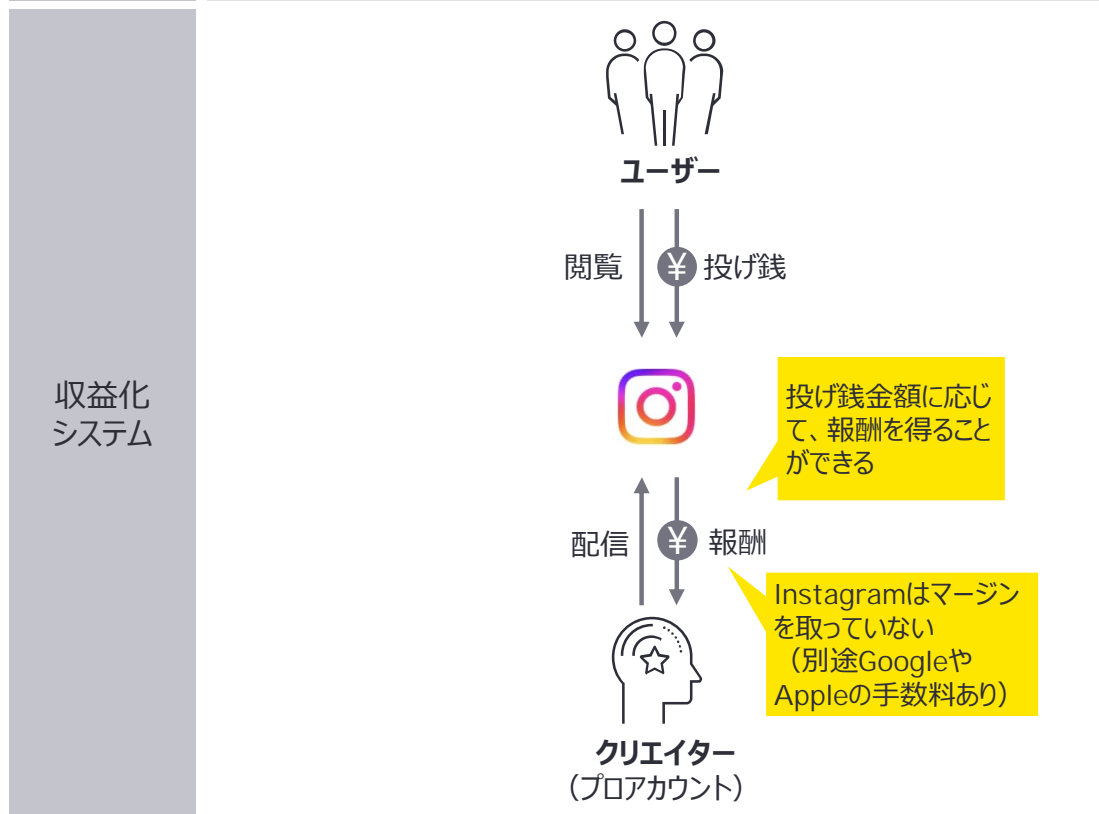 収益化
システム
ユーザー
閲覧
¥
投げ銭
投げ銭金額に応じ
て、報酬を得ること
ができる
配信
¥
報酬
Instagramはマージン
を取っていない
（別途Googleや
Appleの手数料あり）
クリエイター
（プロアカウント）